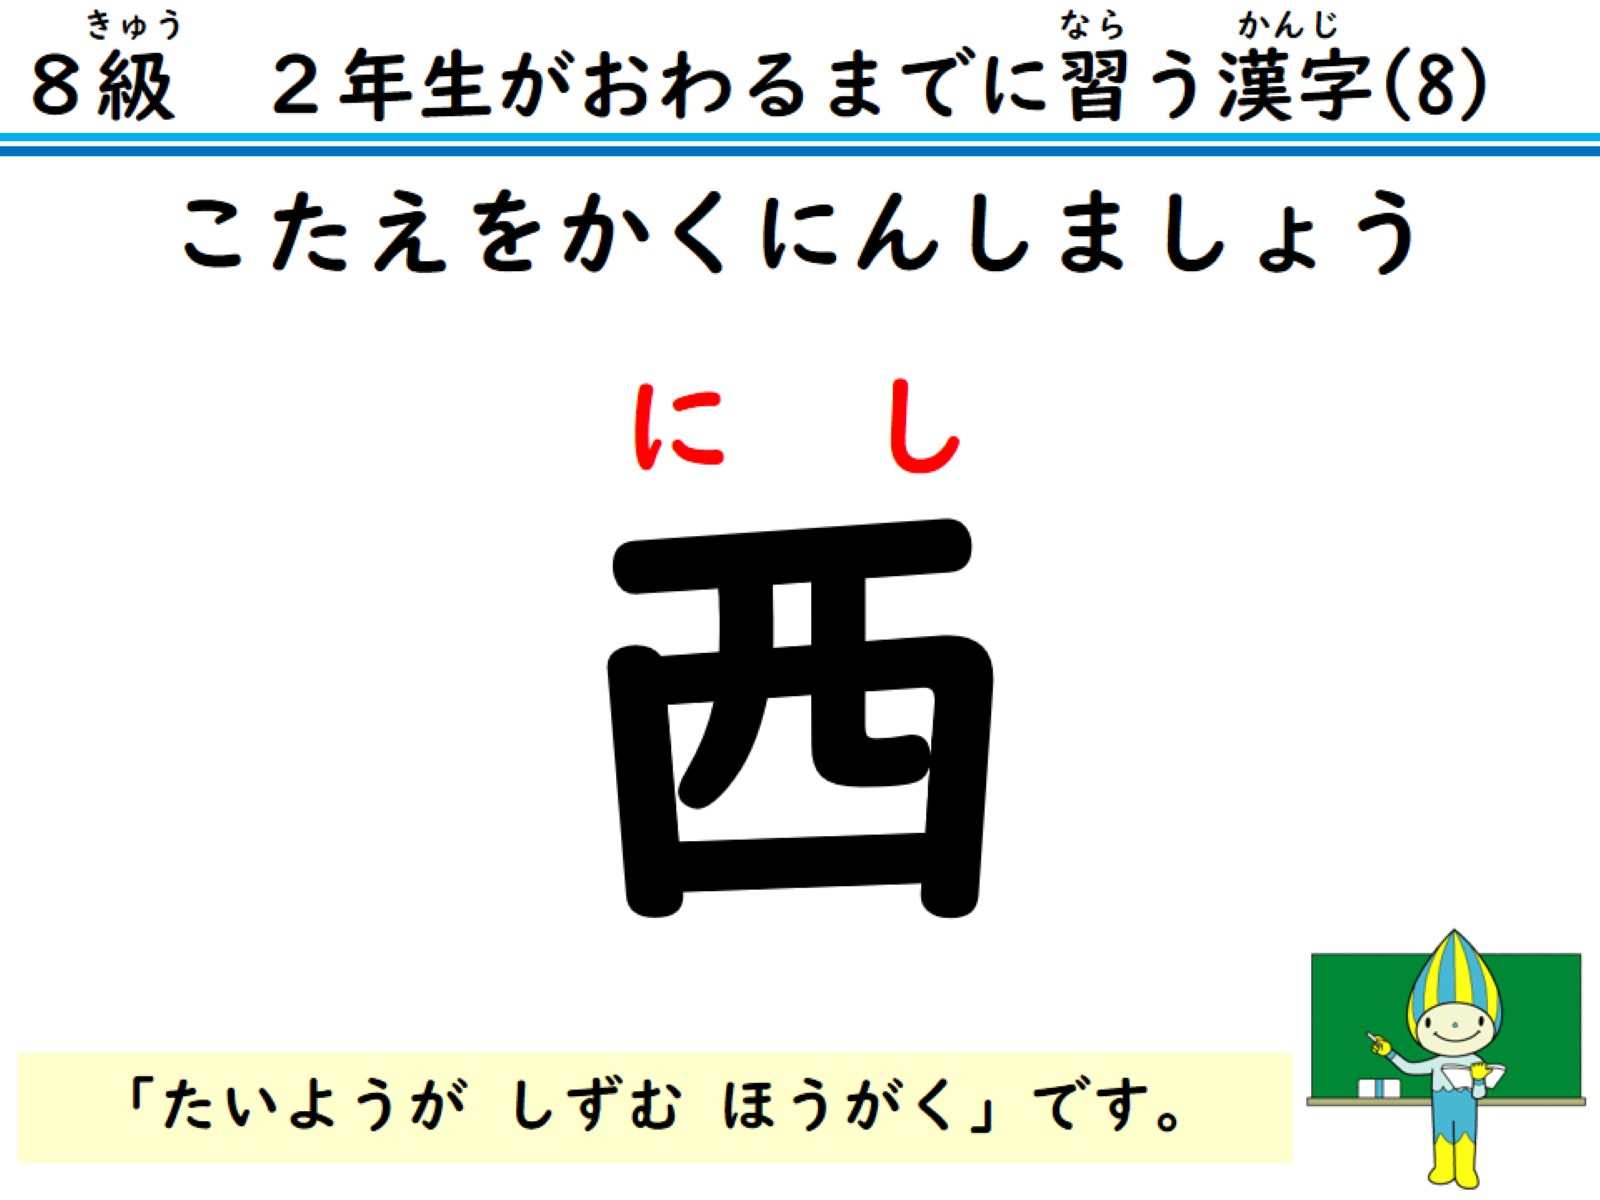 きゅう なら かんじ
８級 ２年生がおわるまでに習う漢字(8)
こたえをかくにんしましょう
に し
西
「たいようが しずむ ほうがく」です。